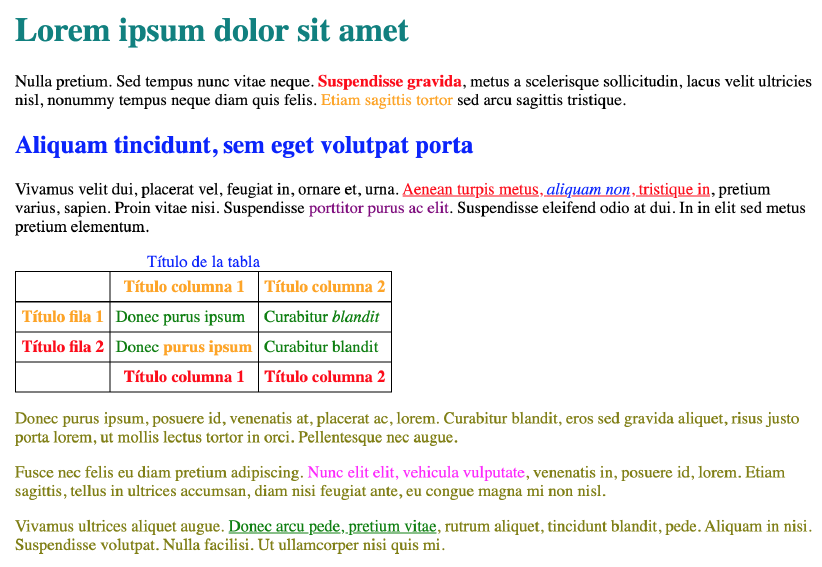 Lorem ipsum dolor sit amet
Nulla pretium. Sed tempus nunc vitae neque. Suspendisse gravida, metus a scelerisque sollicitudin, lacus velit ultricies
nisl, nonummy tempus neque diam quis felis. Etiam sagittis tortor sed arcu sagittis tristique.
Aliquam tincidunt, sem eget volutpat porta
Vivamus velit dui, placerat vel, feugiat in, ornare et, urna. Aenean turpis metus, aliquam non, tristique in, pretium
varius, sapien. Proin vitae nisi. Suspendisse porttitor purus ac elit. Suspendisse eleifend odio at dui. In in elit sed metus
pretium elementum.
Título de la tabla
Título columna 1 Título columna 2
Título fila 1 Donec purus ipsum Curabitur blandit
Título fila 2 Donec purus ipsum Curabitur blandit
Título columna 1 Título columna 2
Donec purus ipsum, posuere id, venenatis at, placerat ac, lorem. Curabitur blandit, eros sed gravida aliquet, risus justo
porta lorem, ut mollis lectus tortor in orci. Pellentesque nec augue.
Fusce nec felis eu diam pretium adipiscing. Nunc elit elit, vehicula vulputate, venenatis in, posuere id, lorem. Etiam
sagittis, tellus in ultrices accumsan, diam nisi feugiat ante, eu congue magna mi non nisl.
Vivamus ultrices aliquet augue. Donec arcu pede, pretium vitae, rutrum aliquet, tincidunt blandit, pede. Aliquam in nisi.
Suspendisse volutpat. Nulla facilisi. Ut ullamcorper nisi quis mi.